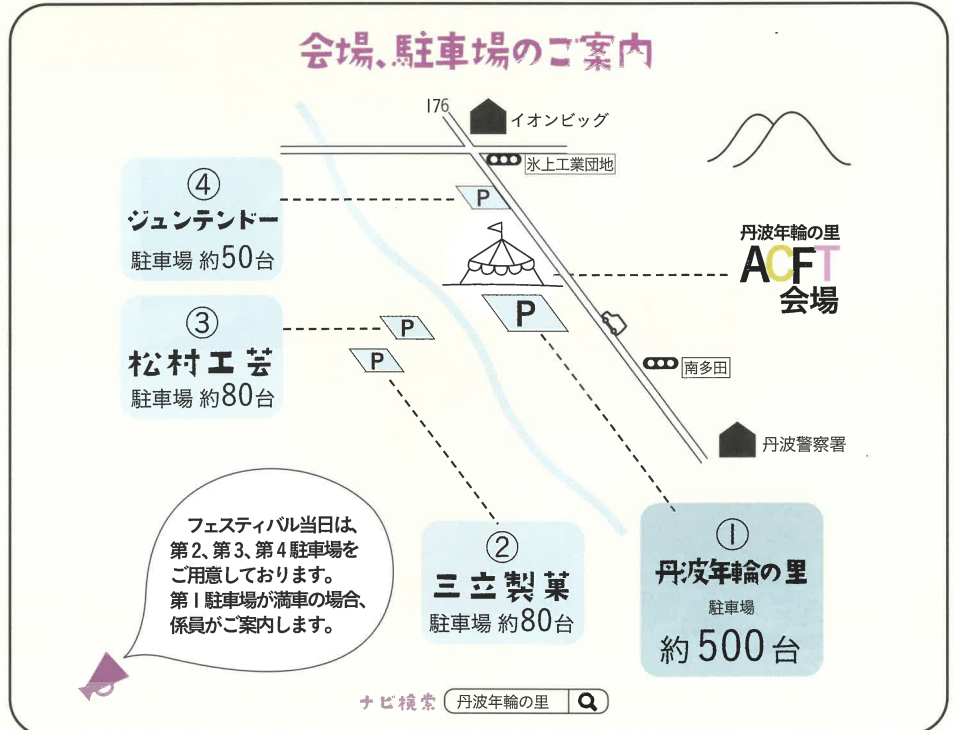 会場、駐車場のご案内
176
イオンビッグ
氷上工業団地
④
ジュンテンドー
駐車場 約50台
P
丹波年輪の里
ACFT
会場
③
松村工芸
駐車場 約80台
P
P
P
南多田
丹波警察署
フェスティバル当日は、
第2、第3、第4駐車場を
ご用意しております。
第1駐車場が満車の場合、
係員がご案内します。
②
三立製菓
駐車場 約80台
①
丹波年輪の里
駐車場
約500台
ナビ検索 丹波年輪の里